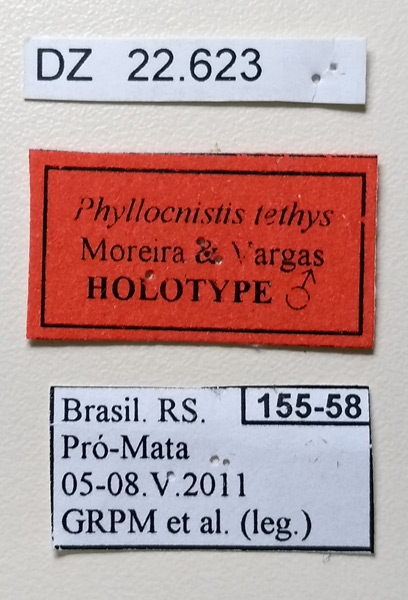 DZ 22.623
Phyllocnistis tethys
Moreira & Vargas
HOLOTYPE ♂
Brasil. RS. 155-58
Pró-Mata
05-08.V.2011
GRPM et al. (leg.)